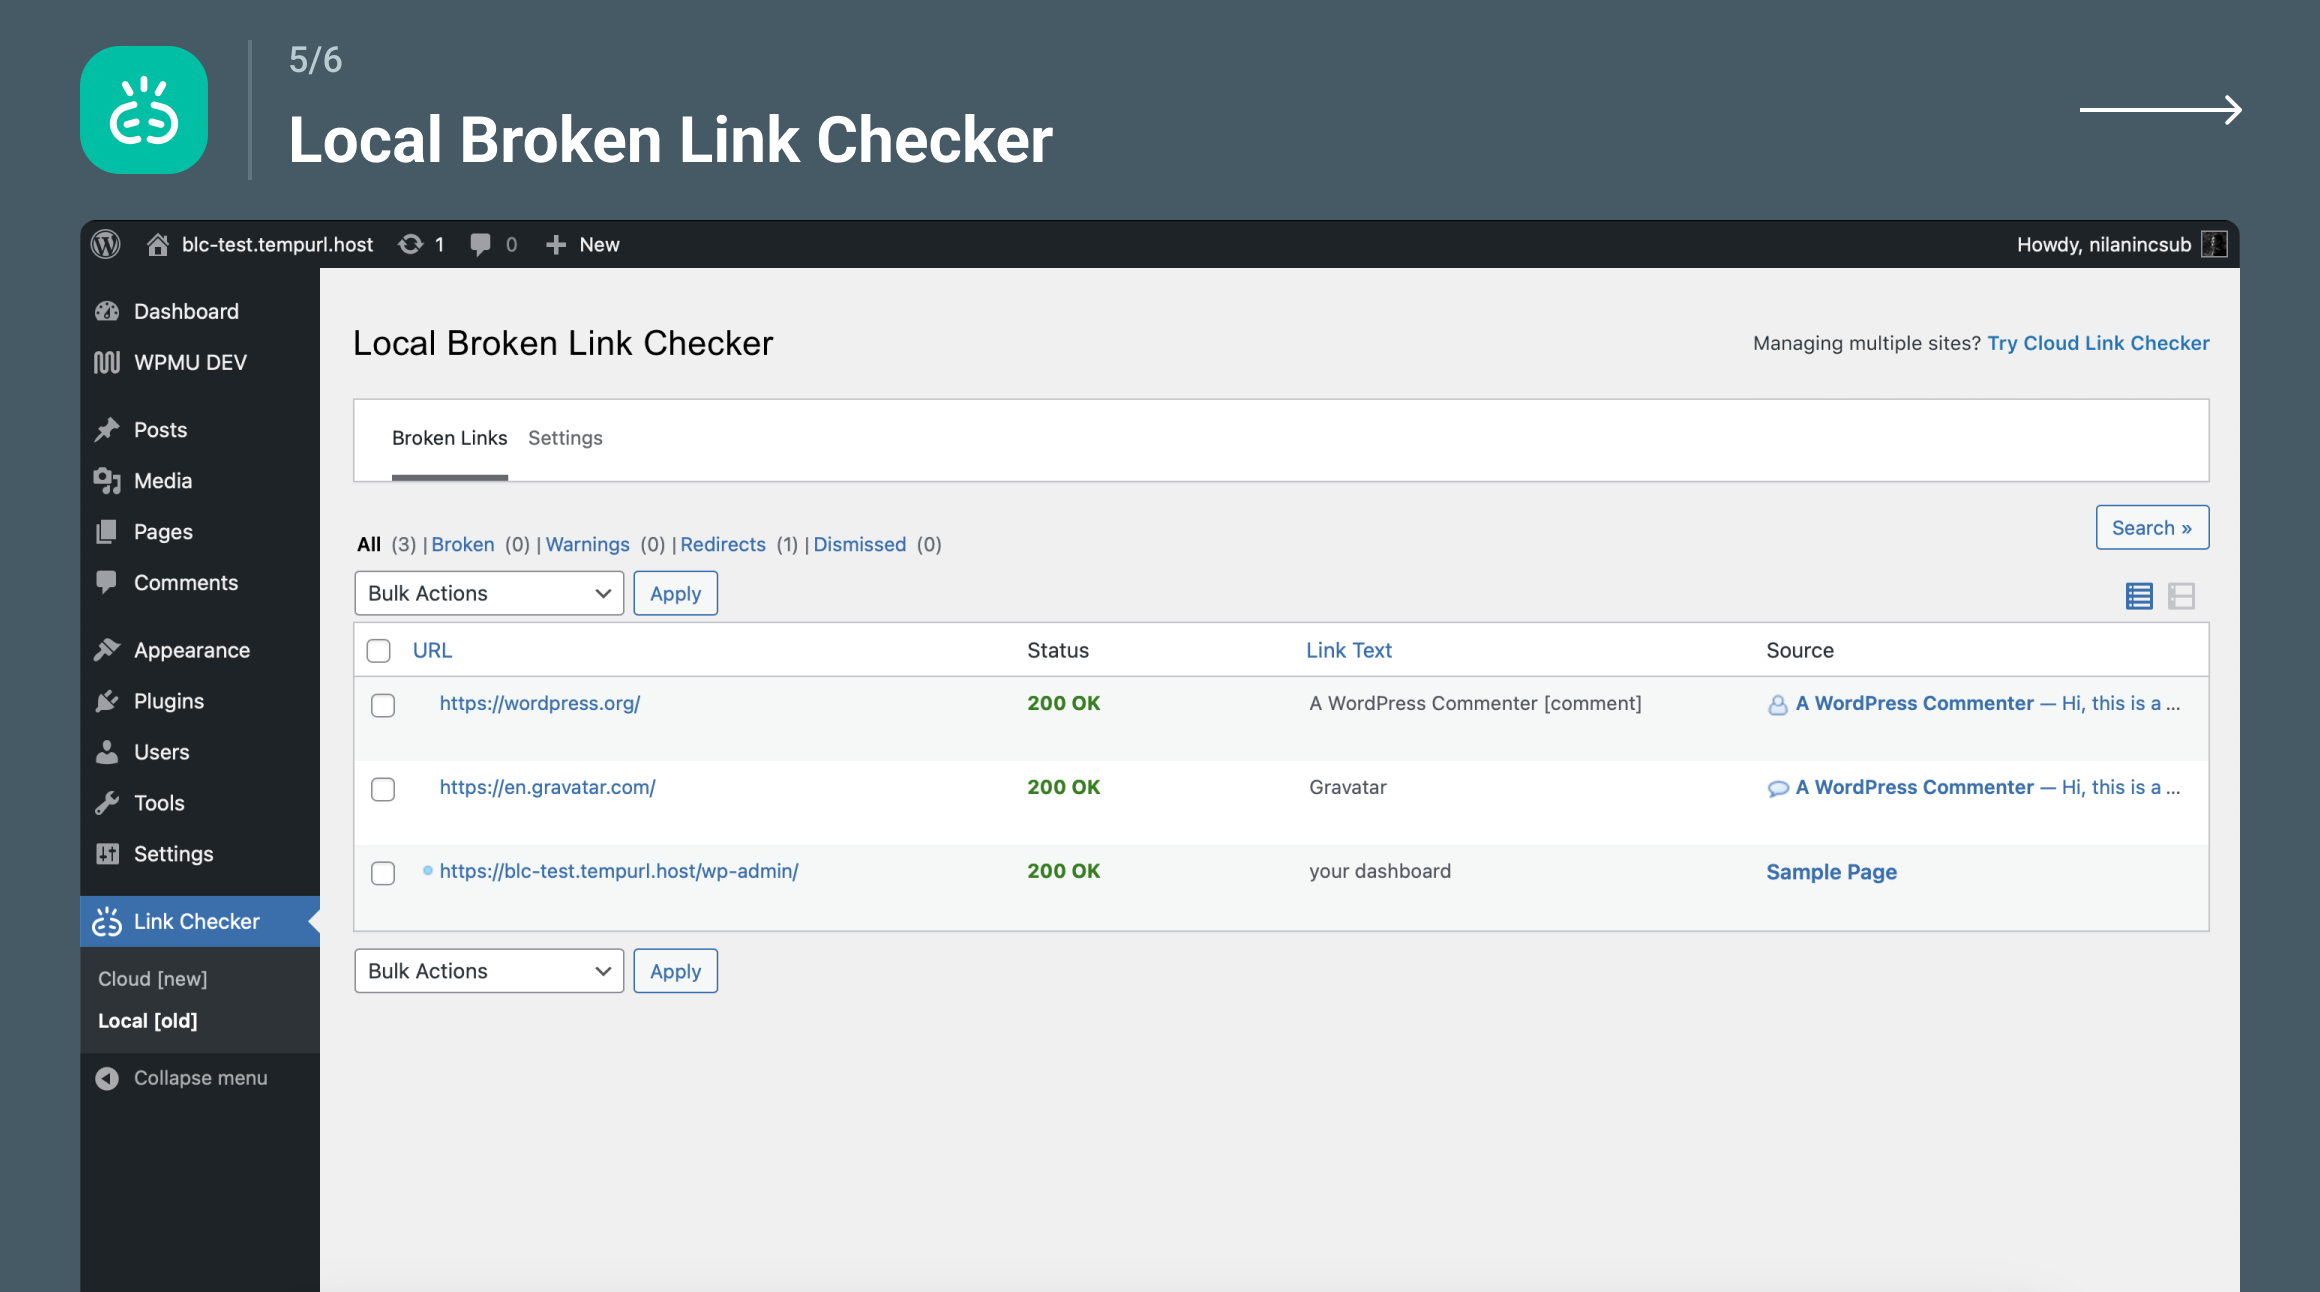 5/6
Local Broken Link Checker
blc-test.tempurl.host 1 0 New Howdy, nilanincsub
Dashboard
WPMU DEV
Posts
Media
Pages
Comments
Appearance
Plugins
Users
Tools
Settings
Link Checker
Cloud [new]
Local [old]
Collapse menu
Local Broken Link Checker
Managing multiple sites? Try Cloud Link Checker
Broken Links Settings
Search »
All (3) | Broken (0) | Warnings (0) | Redirects (1) | Dismissed (0)
Bulk Actions Apply
URL Status Link Text Source
https://wordpress.org/ 200 OK A WordPress Commenter [comment] A WordPress Commenter — Hi, this is a ...
https://en.gravatar.com/ 200 OK Gravatar A WordPress Commenter — Hi, this is a ...
https://blc-test.tempurl.host/wp-admin/ 200 OK your dashboard Sample Page
Bulk Actions Apply